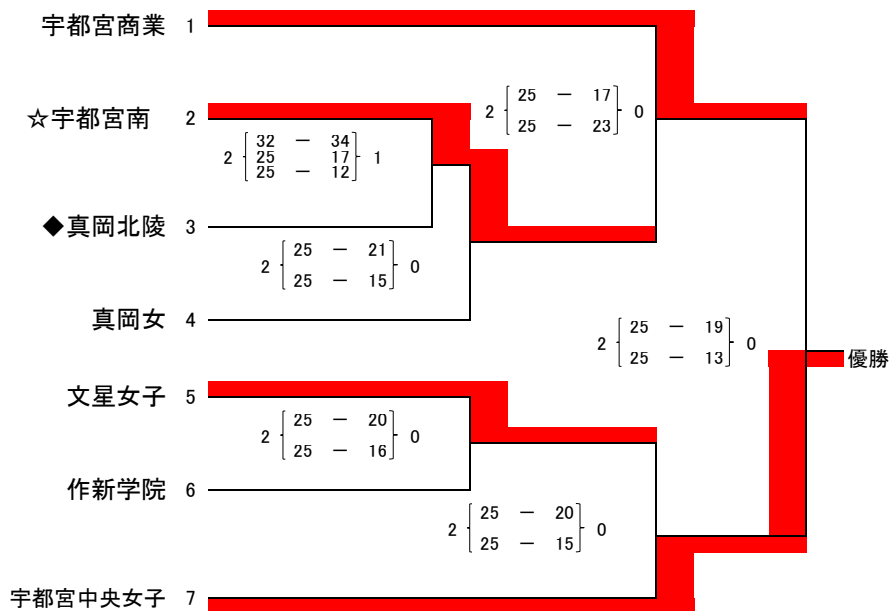 宇都宮商業 1
2 25 － 17 0
25 － 23
☆宇都宮南 2
2 32 － 34 1
25 17
25 － 12
◆真岡北陵 3
2 25 － 21 0
25 － 15
真岡女 4
2 25 － 19 0
25 － 13
優勝
文星女子 5
2 25 － 20 0
25 － 16
作新学院 6
2 25 － 20 0
25 － 15
宇都宮中央女子 7